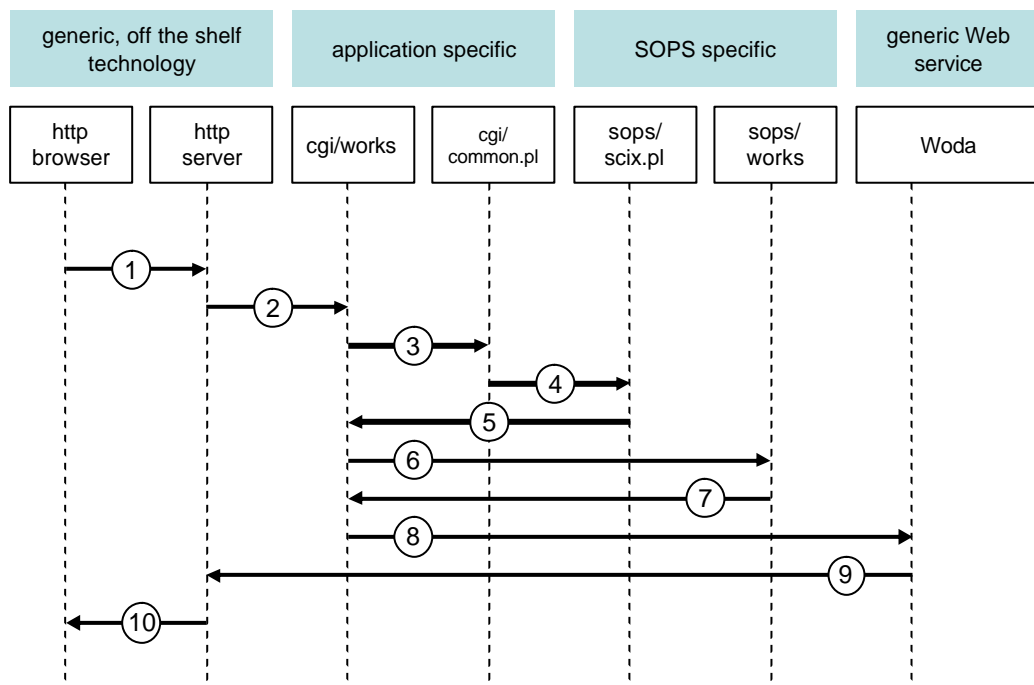 generic, off the shelf
technology
application specific
SOPS specific
generic Web
service
http
browser
http
server
cgi/works
cgi/
common.pl
sops/
scix.pl
sops/
works
Woda
1
2
3
4
5
6
7
8
9
10